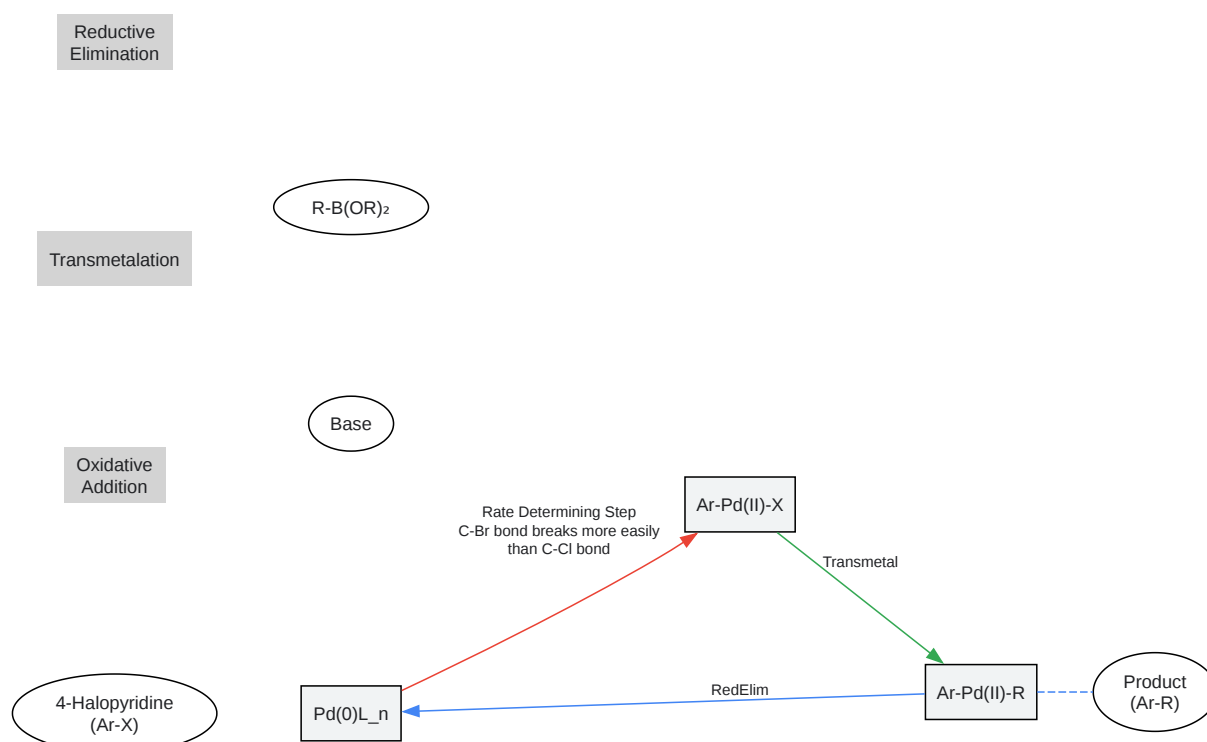 Reductive
Elimination
R-B(OR)₂
Transmetalation
Base
Oxidative
Addition
Rate Determining Step
C-Br bond breaks more easily
than C-Cl bond
Ar-Pd(II)-X
Transmetal
4-Halopyridine
(Ar-X)
Pd(0)L_n
RedElim
Ar-Pd(II)-R
Product
(Ar-R)